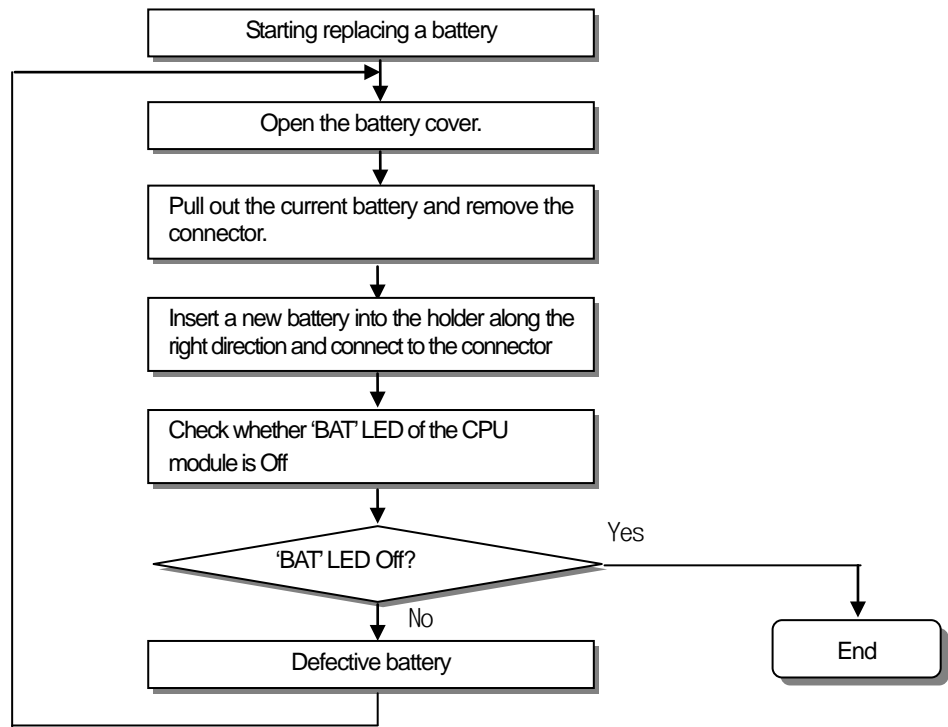 Starting replacing a battery
Open the battery cover.
Pull out the current battery and remove the
connector.
Insert a new battery into the holder along the
right direction and connect to the connector
Check whether ‘BAT’ LED of the CPU
module is Off
‘BAT’ LED Off?
Yes
No
Defective battery
End